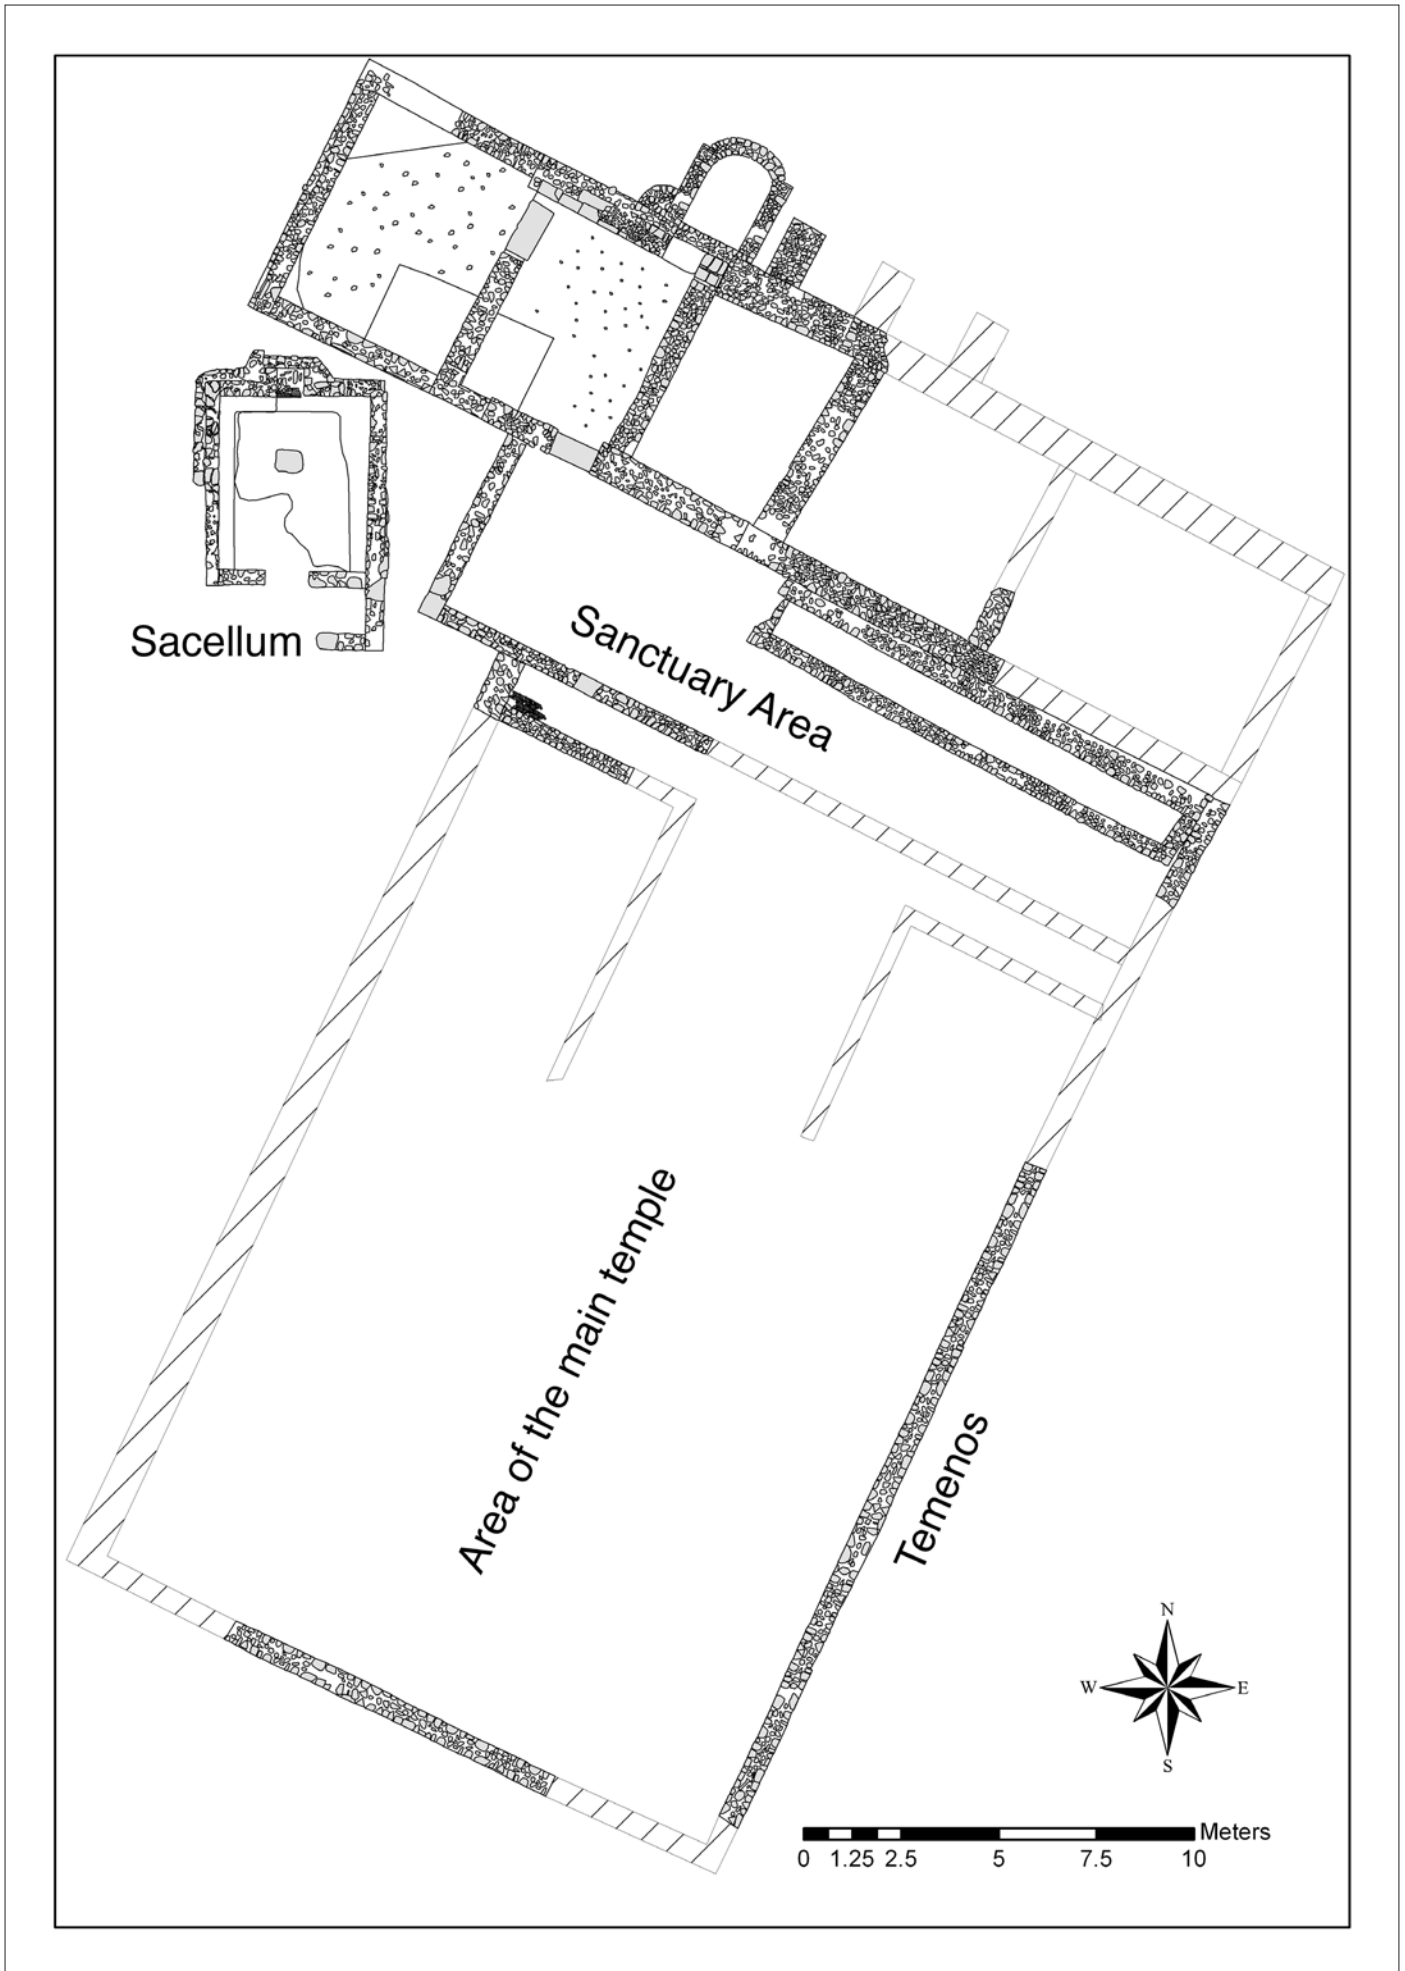 Sacellum
Sanctuary Area
Area of the main temple
Temenos
N
W E
S
Meters
0 1.25 2.5 5 7.5 10